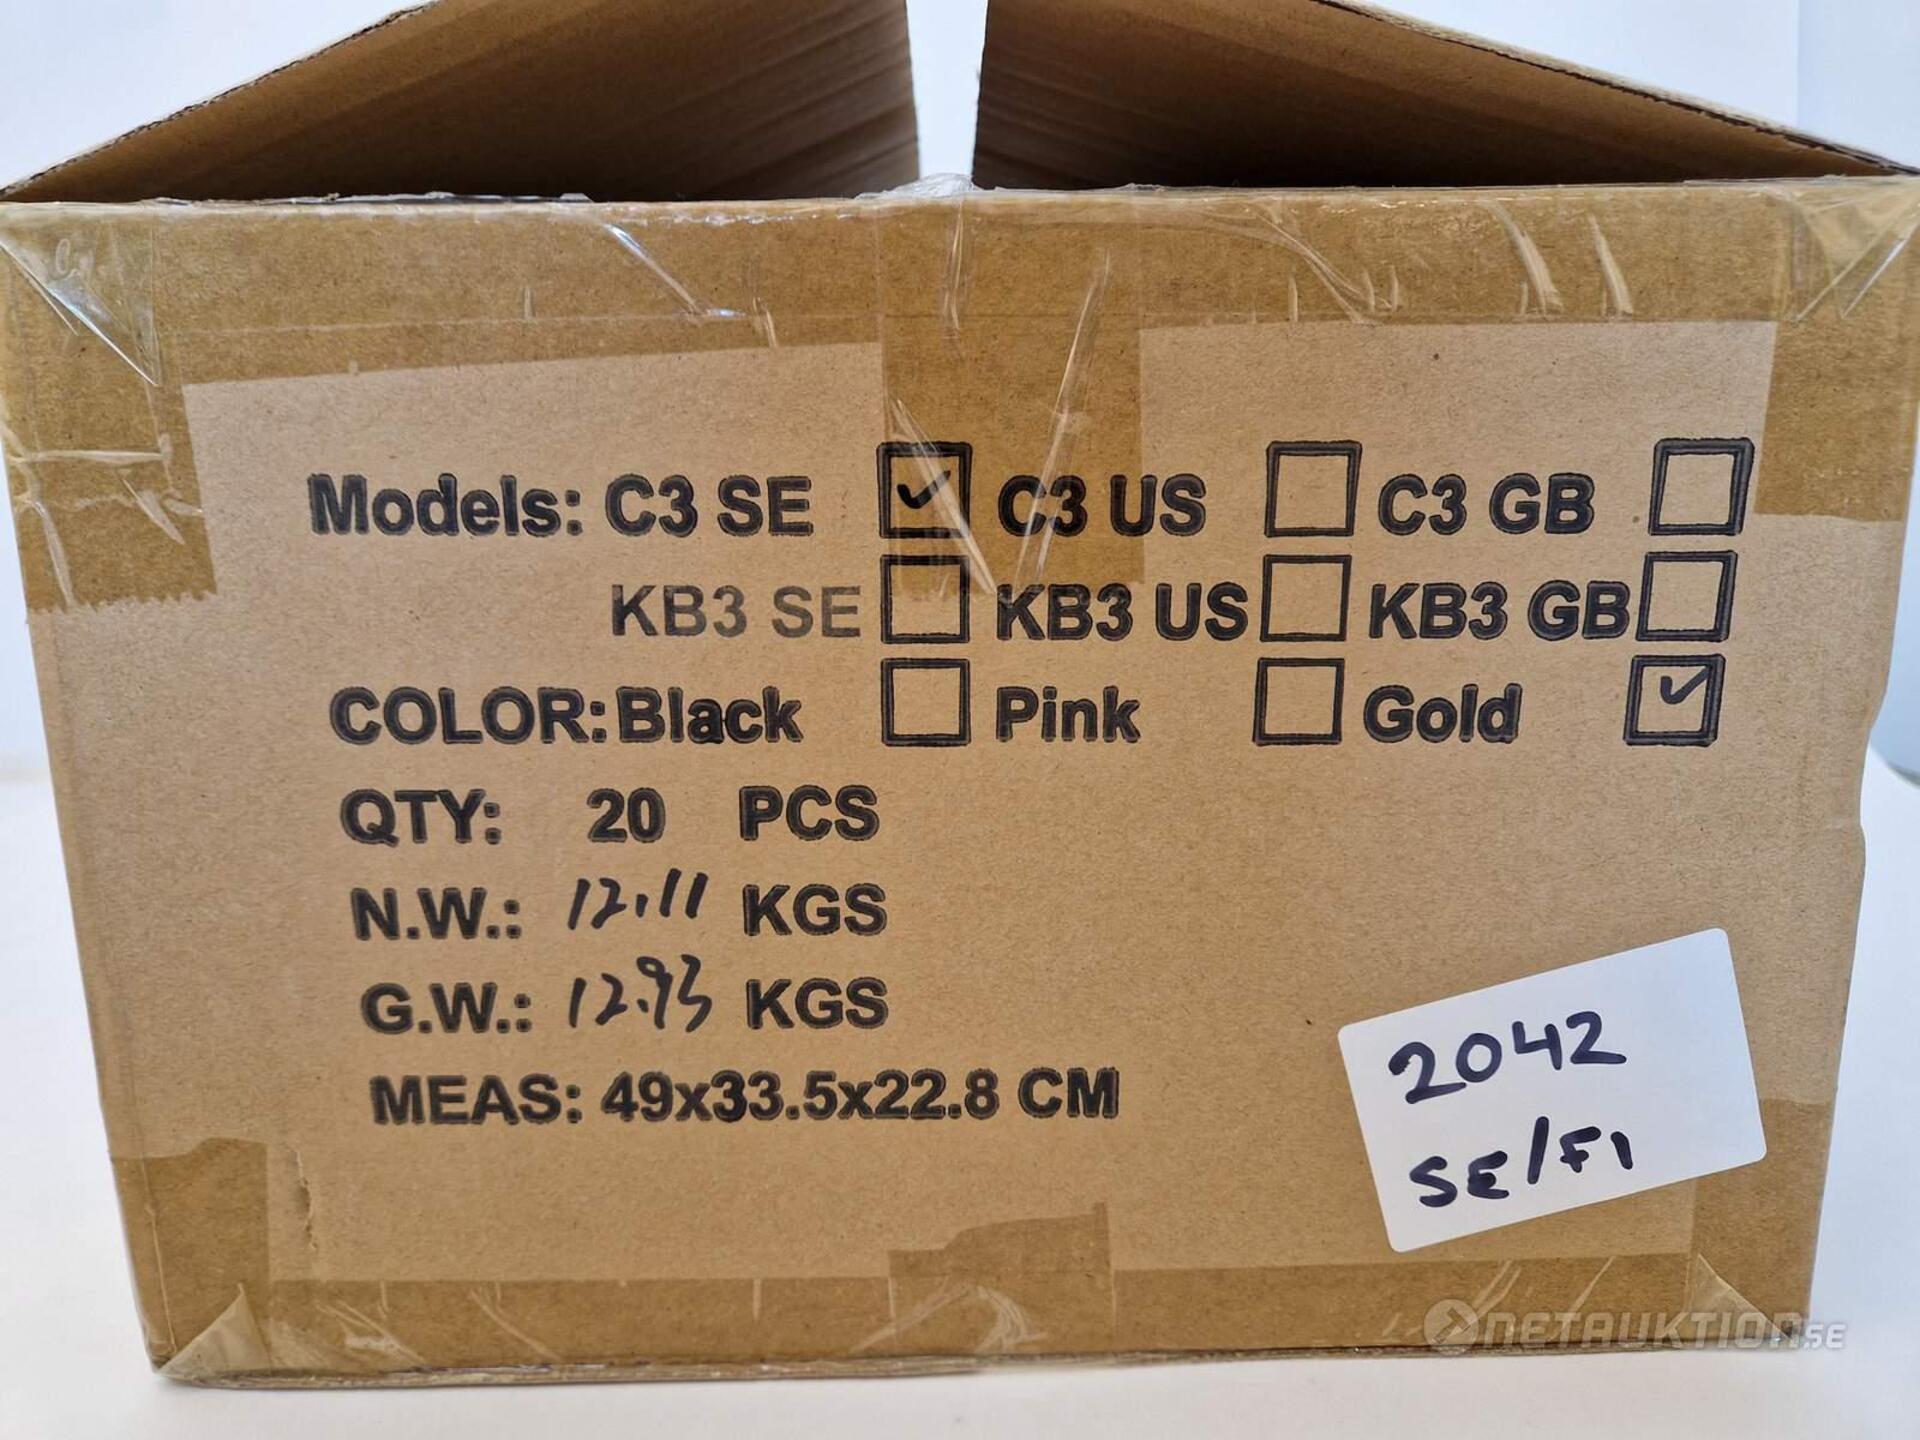 Models: C3 SE ☑ C3 US ☐ C3 GB ☐
KB3 SE ☐ KB3 US ☐ KB3 GB ☐
COLOR: Black ☐ Pink ☐ Gold ☑
QTY: 20 PCS
N.W.: 12.11 KGS
G.W.: 12.93 KGS
MEAS: 49x33.5x22.8 CM
2042
SE/FI
NETAUKTION.SE